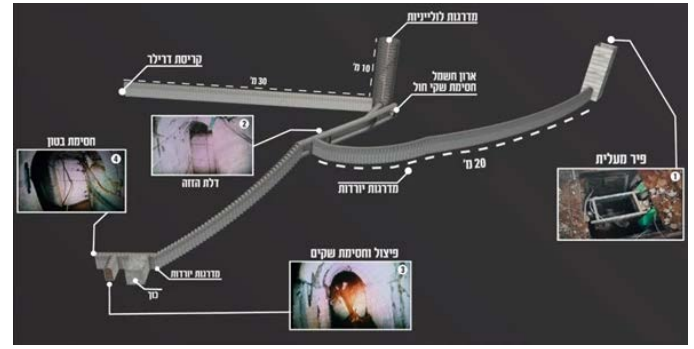 מדרגות לולייניות
קריסת דרילר
10 מ'
30 מ'
ארון חשמל
חסימת שקי חול
2
דלת הזזה
חסימת בטון
4
20 מ'
מדרגות יורדות
פיר מעלית
1
פיצול וחסימת שקים
3
מדרגות יורדות
כוך